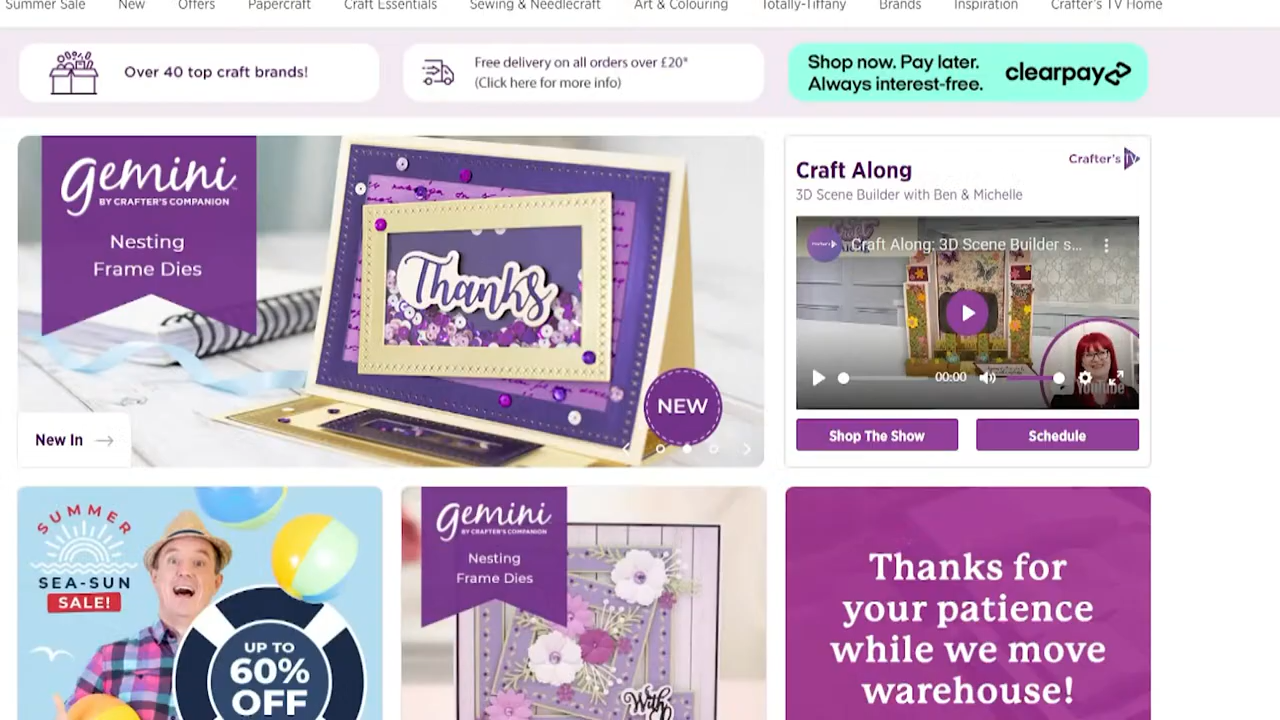 Summer Sale
New
Offers
Papercraft
Craft Essentials
Sewing & Needlecraft
Art & Colouring
Totally-Tiffany
Brands
Inspiration
Crafter's TV Home
Over 40 top craft brands!
Free delivery on all orders over £20*
(Click here for more info)
Shop now. Pay later.
Always interest-free.
clearpay
gemini
BY CRAFTER'S COMPANION
Nesting
Frame Dies
Thanks
NEW
New In
Crafter's TV
Craft Along
3D Scene Builder with Ben & Michelle
Craft Along: 3D Scene Builder s...
00:00
YouTube
Shop The Show
Schedule
SUMMER
SEA-SUN
SALE!
UP TO
60%
OFF
gemini
BY CRAFTER'S COMPANION
Nesting
Frame Dies
With
Thanks for
your patience
while we move
warehouse!